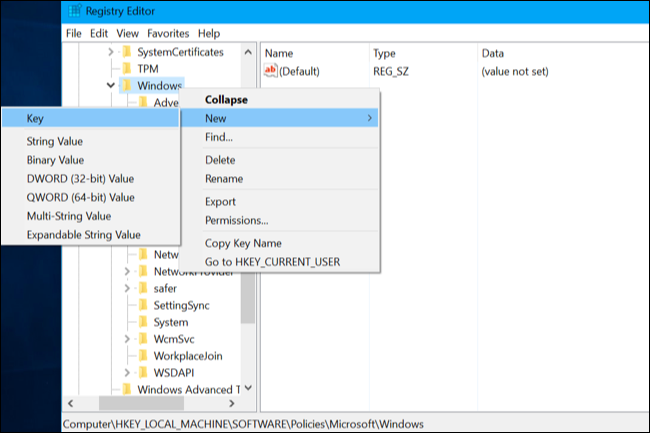 Registry Editor
File Edit View Favorites Help
SystemCertificates
TPM
Windows
Adve
Netw
NetworkProvider
safer
SettingSync
System
WcmSvc
WorkplaceJoin
WSDAPI
Windows Advanced T
Name Type Data
(Default) REG_SZ (value not set)
Collapse
New
Find...
Delete
Rename
Export
Permissions...
Copy Key Name
Go to HKEY_CURRENT_USER
Key
String Value
Binary Value
DWORD (32-bit) Value
QWORD (64-bit) Value
Multi-String Value
Expandable String Value
Computer\HKEY_LOCAL_MACHINE\SOFTWARE\Policies\Microsoft\Windows